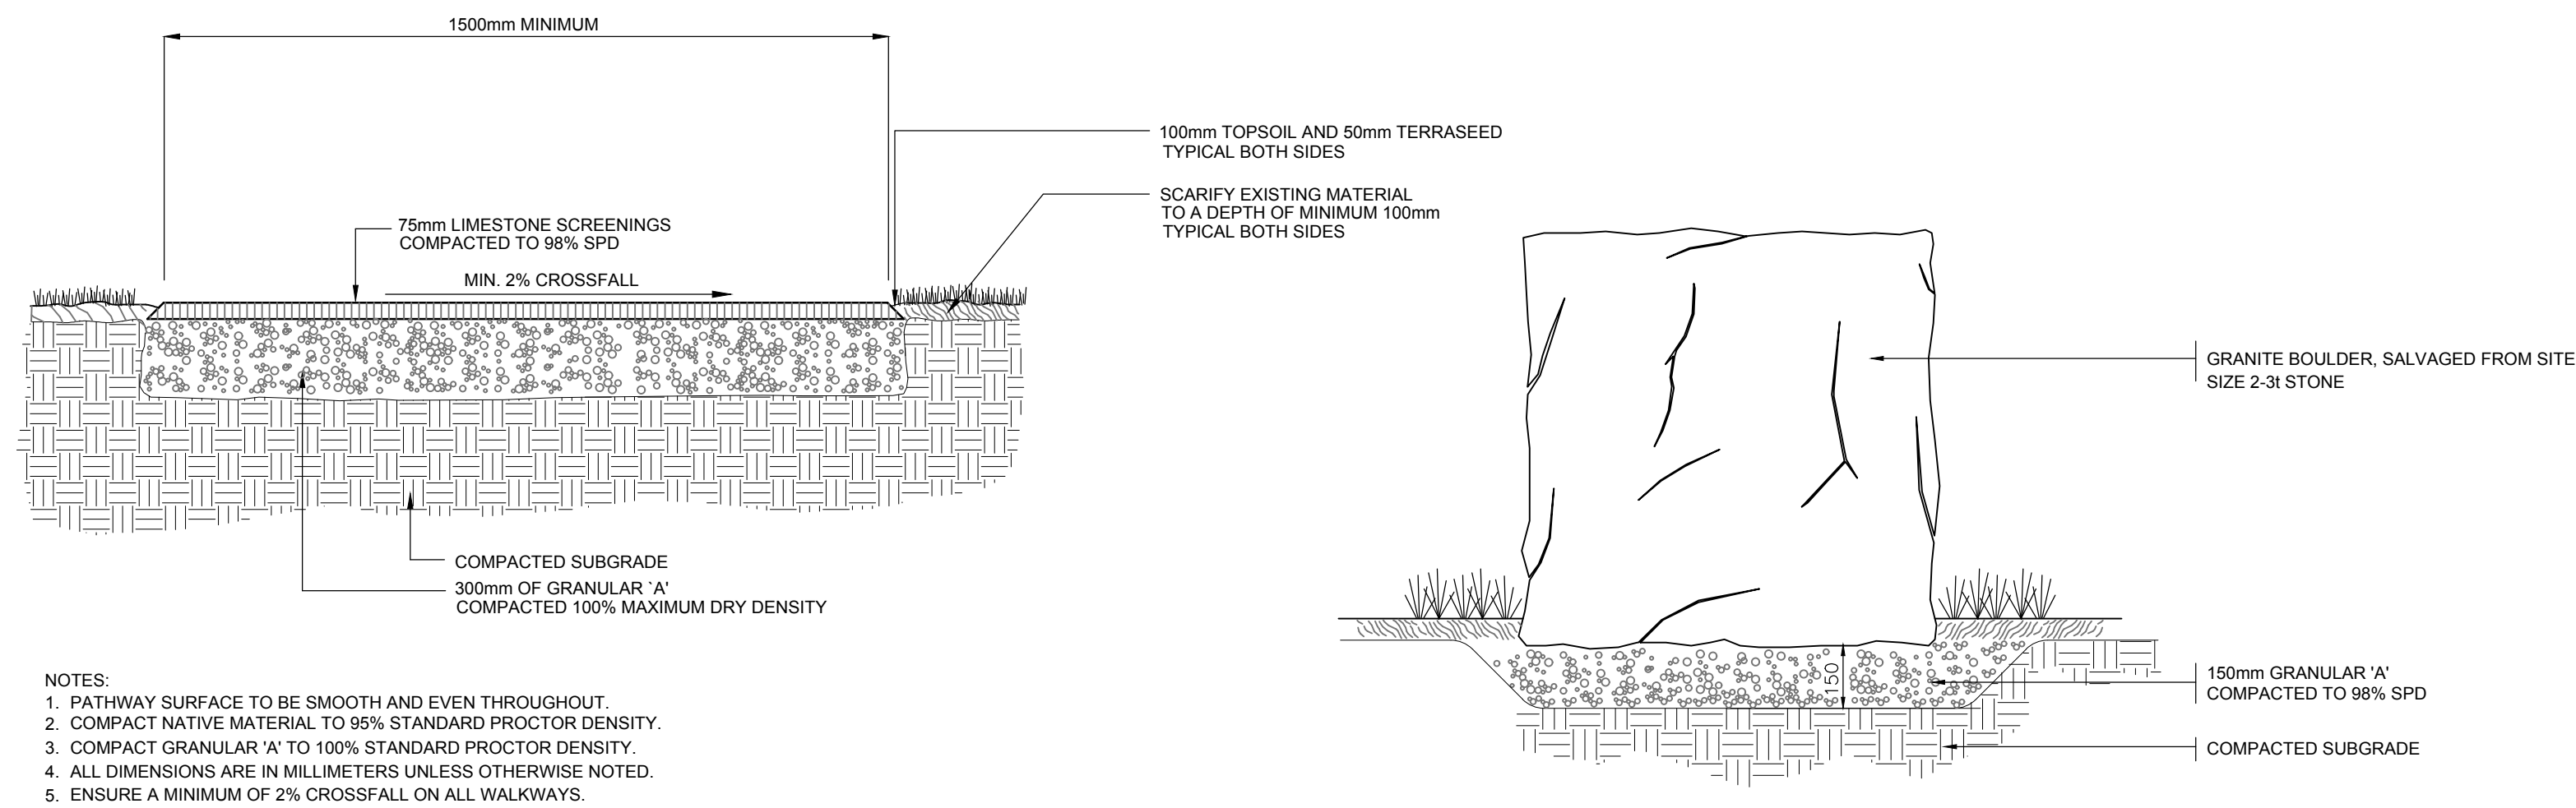 1500mm MINIMUM
100mm TOPSOIL AND 50mm TERRASEED
TYPICAL BOTH SIDES
SCARIFY EXISTING MATERIAL
TO A DEPTH OF MINIMUM 100mm
TYPICAL BOTH SIDES
75mm LIMESTONE SCREENINGS
COMPACTED TO 98% SPD
MIN. 2% CROSSFALL
COMPACTED SUBGRADE
300mm OF GRANULAR `A'
COMPACTED 100% MAXIMUM DRY DENSITY
NOTES:
1. PATHWAY SURFACE TO BE SMOOTH AND EVEN THROUGHOUT.
2. COMPACT NATIVE MATERIAL TO 95% STANDARD PROCTOR DENSITY.
3. COMPACT GRANULAR 'A' TO 100% STANDARD PROCTOR DENSITY.
4. ALL DIMENSIONS ARE IN MILLIMETERS UNLESS OTHERWISE NOTED.
5. ENSURE A MINIMUM OF 2% CROSSFALL ON ALL WALKWAYS.
GRANITE BOULDER, SALVAGED FROM SITE
SIZE 2-3t STONE
150
150mm GRANULAR 'A'
COMPACTED TO 98% SPD
COMPACTED SUBGRADE